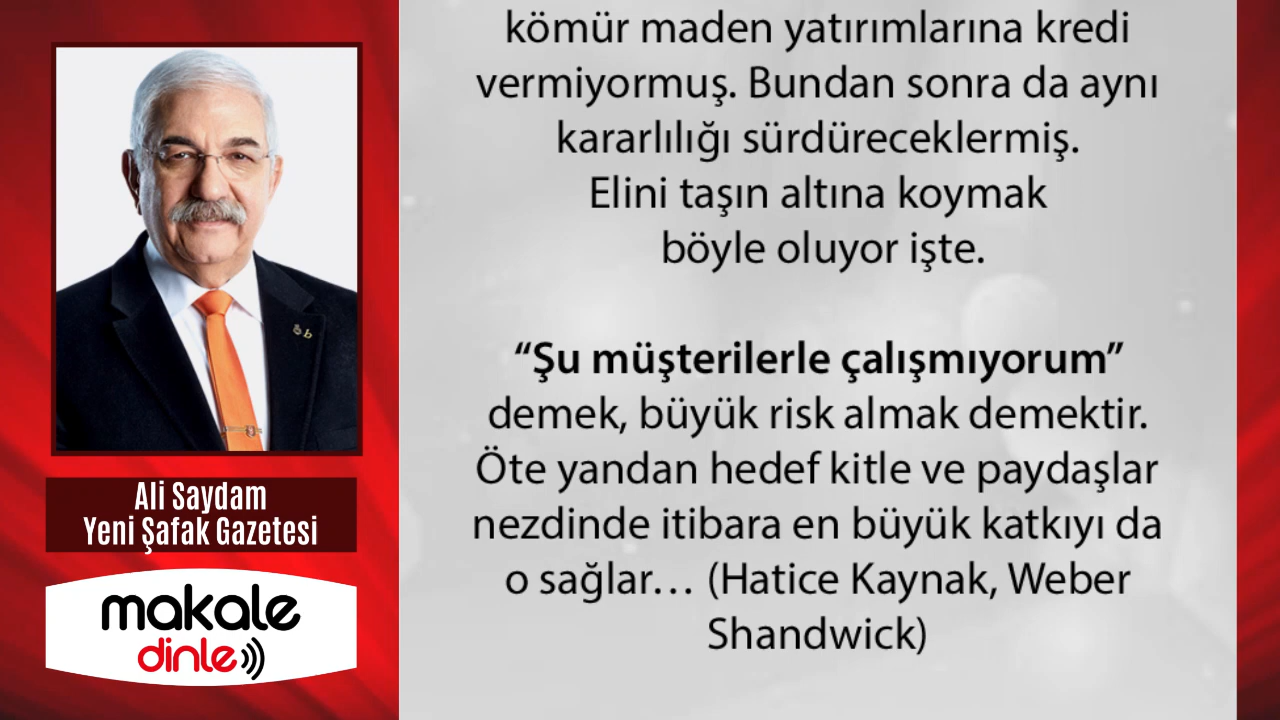 kömür maden yatırımlarına kredi
vermiyormuş. Bundan sonra da aynı
kararlılığı sürdüreceklermiş.
Elini taşın altına koymak
böyle oluyor işte.
“Şu müşterilerle çalışmıyorum”
demek, büyük risk almak demektir.
Öte yandan hedef kitle ve paydaşlar
nezdinde itibara en büyük katkıyı da
o sağlar… (Hatice Kaynak, Weber
Shandwick)
Ali Saydam
Yeni Şafak Gazetesi
makale
dinle